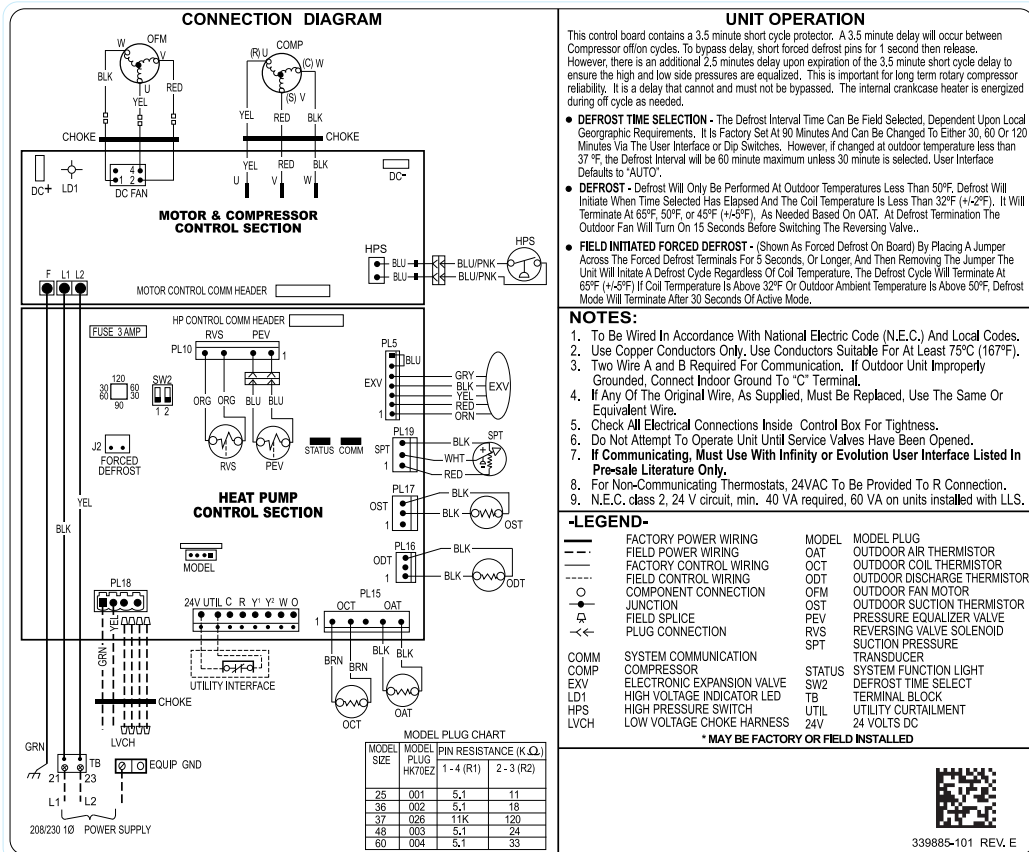 CONNECTION DIAGRAM
OFM
W
V
U
BLK
YEL
RED
COMP
(R) U
(C) W
(S) V
YEL
RED
BLK
CHOKE
CHOKE
YEL
RED
BLK
U
V
W
DC+
LD1
4
1 2
DC FAN
DC-
MOTOR & COMPRESSOR
CONTROL SECTION
HPS
BLU
BLU
BLU/PNK
BLU/PNK
HPS
F L1 L2
MOTOR CONTROL COMM HEADER
HP CONTROL COMM HEADER
FUSE 3 AMP
RVS PEV
PL10
1
PL5
BLU
EXV
1
GRY
BLK
YEL
RED
ORN
EXV
120
30
60
30
60
90
SW2
1 2
ORG
ORG
BLU
BLU
RVS
PEV
STATUS COMM
J2
FORCED
DEFROST
PL19
SPT
1
BLK
WHT
RED
SPT
PL17
OST
1
BLK
BLK
OST
HEAT PUMP
CONTROL SECTION
BLK
YEL
PL16
ODT
1
BLK
BLK
ODT
MODEL
PL18
24V UTIL C R Y¹ Y² W O
OCT PL15 OAT
1
GRN
YEL
BRN
BRN
BLK
BLK
UTILITY INTERFACE
OCT
OAT
CHOKE
LVCH
GRN
TB
21
23
EQUIP GND
L1
L2
208/230 1Ø POWER SUPPLY
MODEL PLUG CHART
MODEL SIZE MODEL PLUG HK70EZ PIN RESISTANCE (K Ω)
1 - 4 (R1) 2 - 3 (R2)
25 001 5.1 11
36 002 5.1 18
37 026 11K 120
48 003 5.1 24
60 004 5.1 33
UNIT OPERATION
This control board contains a 3.5 minute short cycle protector. A 3.5 minute delay will occur between
Compressor off/on cycles. To bypass delay, short forced defrost pins for 1 second then release.
However, there is an additional 2.5 minutes delay upon expiration of the 3.5 minute short cycle delay to
ensure the high and low side pressures are equalized. This is important for long term rotary compressor
reliability. It is a delay that cannot and must not be bypassed. The internal crankcase heater is energized
during off cycle as needed.
● DEFROST TIME SELECTION - The Defrost Interval Time Can Be Field Selected, Dependent Upon Local
Geographic Requirements. It Is Factory Set At 90 Minutes And Can Be Changed To Either 30, 60 Or 120
Minutes Via The User Interface or Dip Switches. However, if changed at outdoor temperature less than
37 ºF, the Defrost Interval will be 60 minute maximum unless 30 minute is selected. User Interface
Defaults to “AUTO”.
● DEFROST - Defrost Will Only Be Performed At Outdoor Temperatures Less Than 50ºF. Defrost Will
Initiate When Time Selected Has Elapsed And The Coil Temperature Is Less Than 32ºF (+/-2ºF). It Will
Terminate At 65ºF, 50ºF, or 45ºF (+/-5ºF), As Needed Based On OAT. At Defrost Termination The
Outdoor Fan Will Turn On 15 Seconds Before Switching The Reversing Valve..
● FIELD INITIATED FORCED DEFROST - (Shown As Forced Defrost On Board) By Placing A Jumper
Across The Forced Defrost Terminals For 5 Seconds, Or Longer, And Then Removing The Jumper The
Unit Will Initate A Defrost Cycle Regardless Of Coil Temperature. The Defrost Cycle Will Terminate At
65ºF (+/-5ºF) If Coil Temperature Is Above 32ºF Or Outdoor Ambient Temperature Is Above 50ºF, Defrost
Mode Will Terminate After 30 Seconds Of Active Mode.
NOTES:
1. To Be Wired In Accordance With National Electric Code (N.E.C.) And Local Codes.
2. Use Copper Conductors Only. Use Conductors Suitable For At Least 75ºC (167ºF).
3. Two Wire A and B Required For Communication. If Outdoor Unit Improperly
Grounded, Connect Indoor Ground To “C” Terminal.
4. If Any Of The Original Wire, As Supplied, Must Be Replaced, Use The Same Or
Equivalent Wire.
5. Check All Electrical Connections Inside Control Box For Tightness.
6. Do Not Attempt To Operate Unit Until Service Valves Have Been Opened.
7. If Communicating, Must Use With Infinity or Evolution User Interface Listed In
Pre-sale Literature Only.
8. For Non-Communicating Thermostats, 24VAC To Be Provided To R Connection.
9. N.E.C. class 2, 24 V circuit, min. 40 VA required, 60 VA on units installed with LLS.
-LEGEND-
FACTORY POWER WIRING
FIELD POWER WIRING
FACTORY CONTROL WIRING
FIELD CONTROL WIRING
COMPONENT CONNECTION
JUNCTION
FIELD SPLICE
PLUG CONNECTION
COMM SYSTEM COMMUNICATION
COMP COMPRESSOR
EXV ELECTRONIC EXPANSION VALVE
LD1 HIGH VOLTAGE INDICATOR LED
HPS HIGH PRESSURE SWITCH
LVCH LOW VOLTAGE CHOKE HARNESS
MODEL MODEL PLUG
OAT OUTDOOR AIR THERMISTOR
OCT OUTDOOR COIL THERMISTOR
ODT OUTDOOR DISCHARGE THERMISTOR
OFM OUTDOOR FAN MOTOR
OST OUTDOOR SUCTION THERMISTOR
PEV PRESSURE EQUALIZER VALVE
RVS REVERSING VALVE SOLENOID
SPT SUCTION PRESSURE
TRANSDUCER
STATUS SYSTEM FUNCTION LIGHT
SW2 DEFROST TIME SELECT
TB TERMINAL BLOCK
UTIL UTILITY CURTAILMENT
24V 24 VOLTS DC
* MAY BE FACTORY OR FIELD INSTALLED
339885-101 REV. E